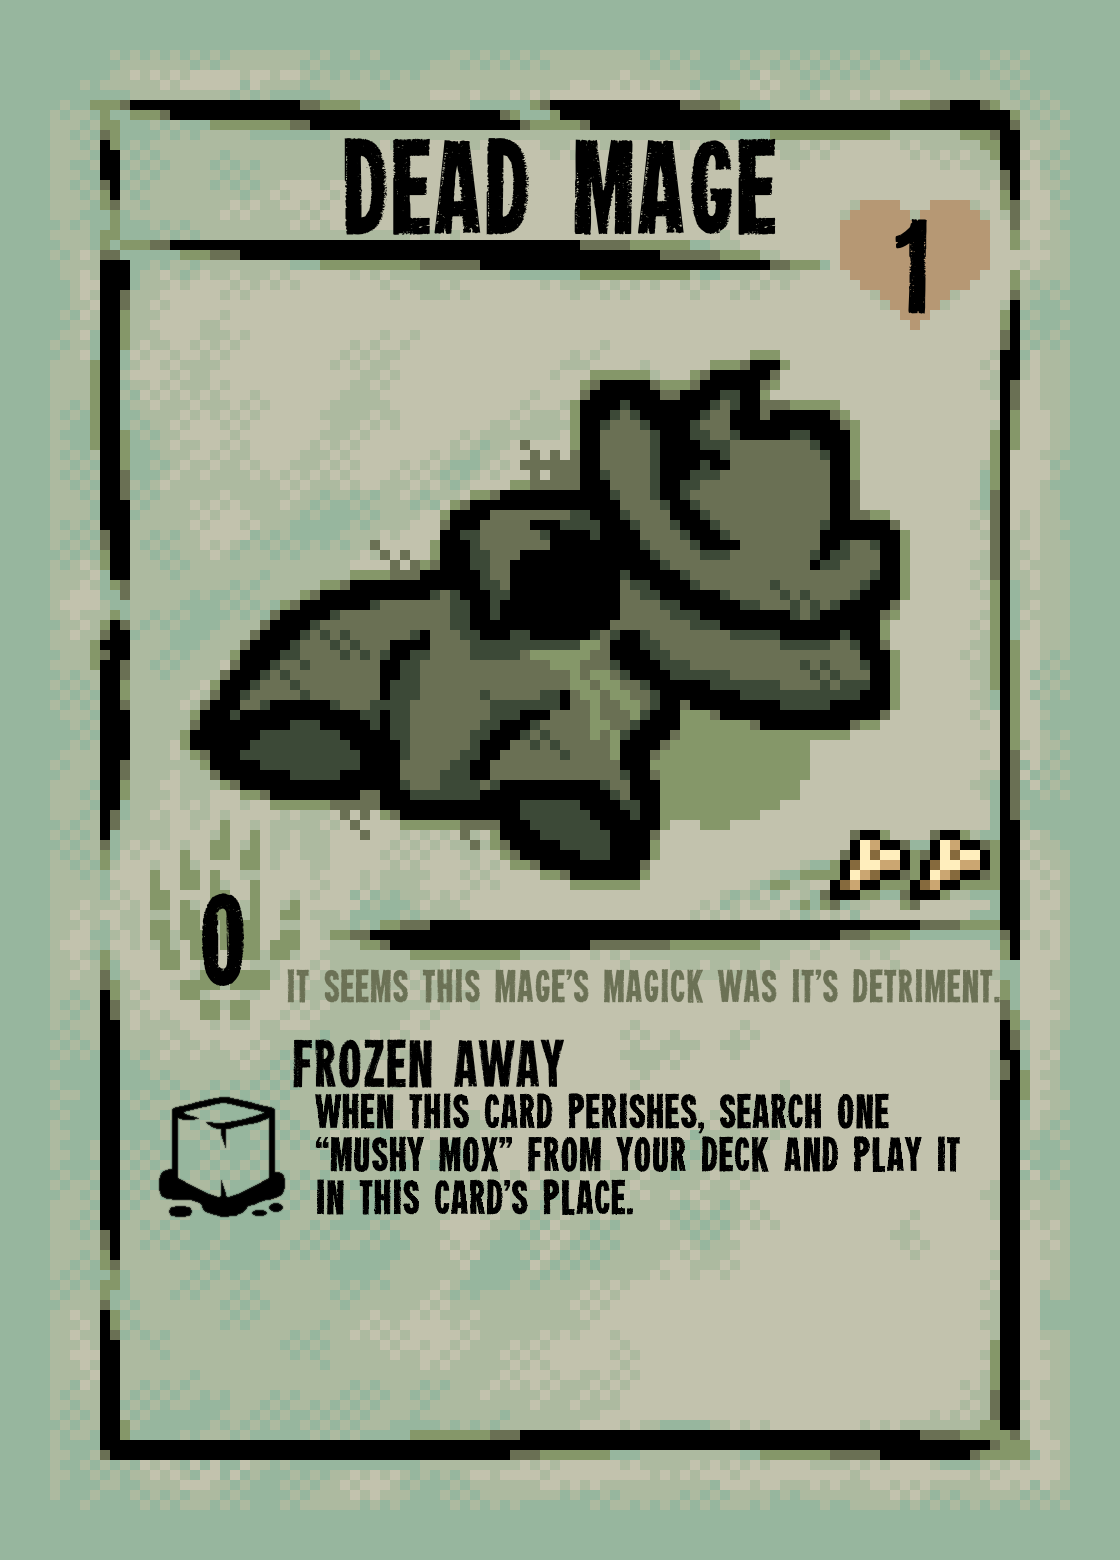 DEAD MAGE
1
0
IT SEEMS THIS MAGE'S MAGICK WAS IT'S DETRIMENT.
FROZEN AWAY
WHEN THIS CARD PERISHES, SEARCH ONE
“MUSHY MOX” FROM YOUR DECK AND PLAY IT
IN THIS CARD'S PLACE.